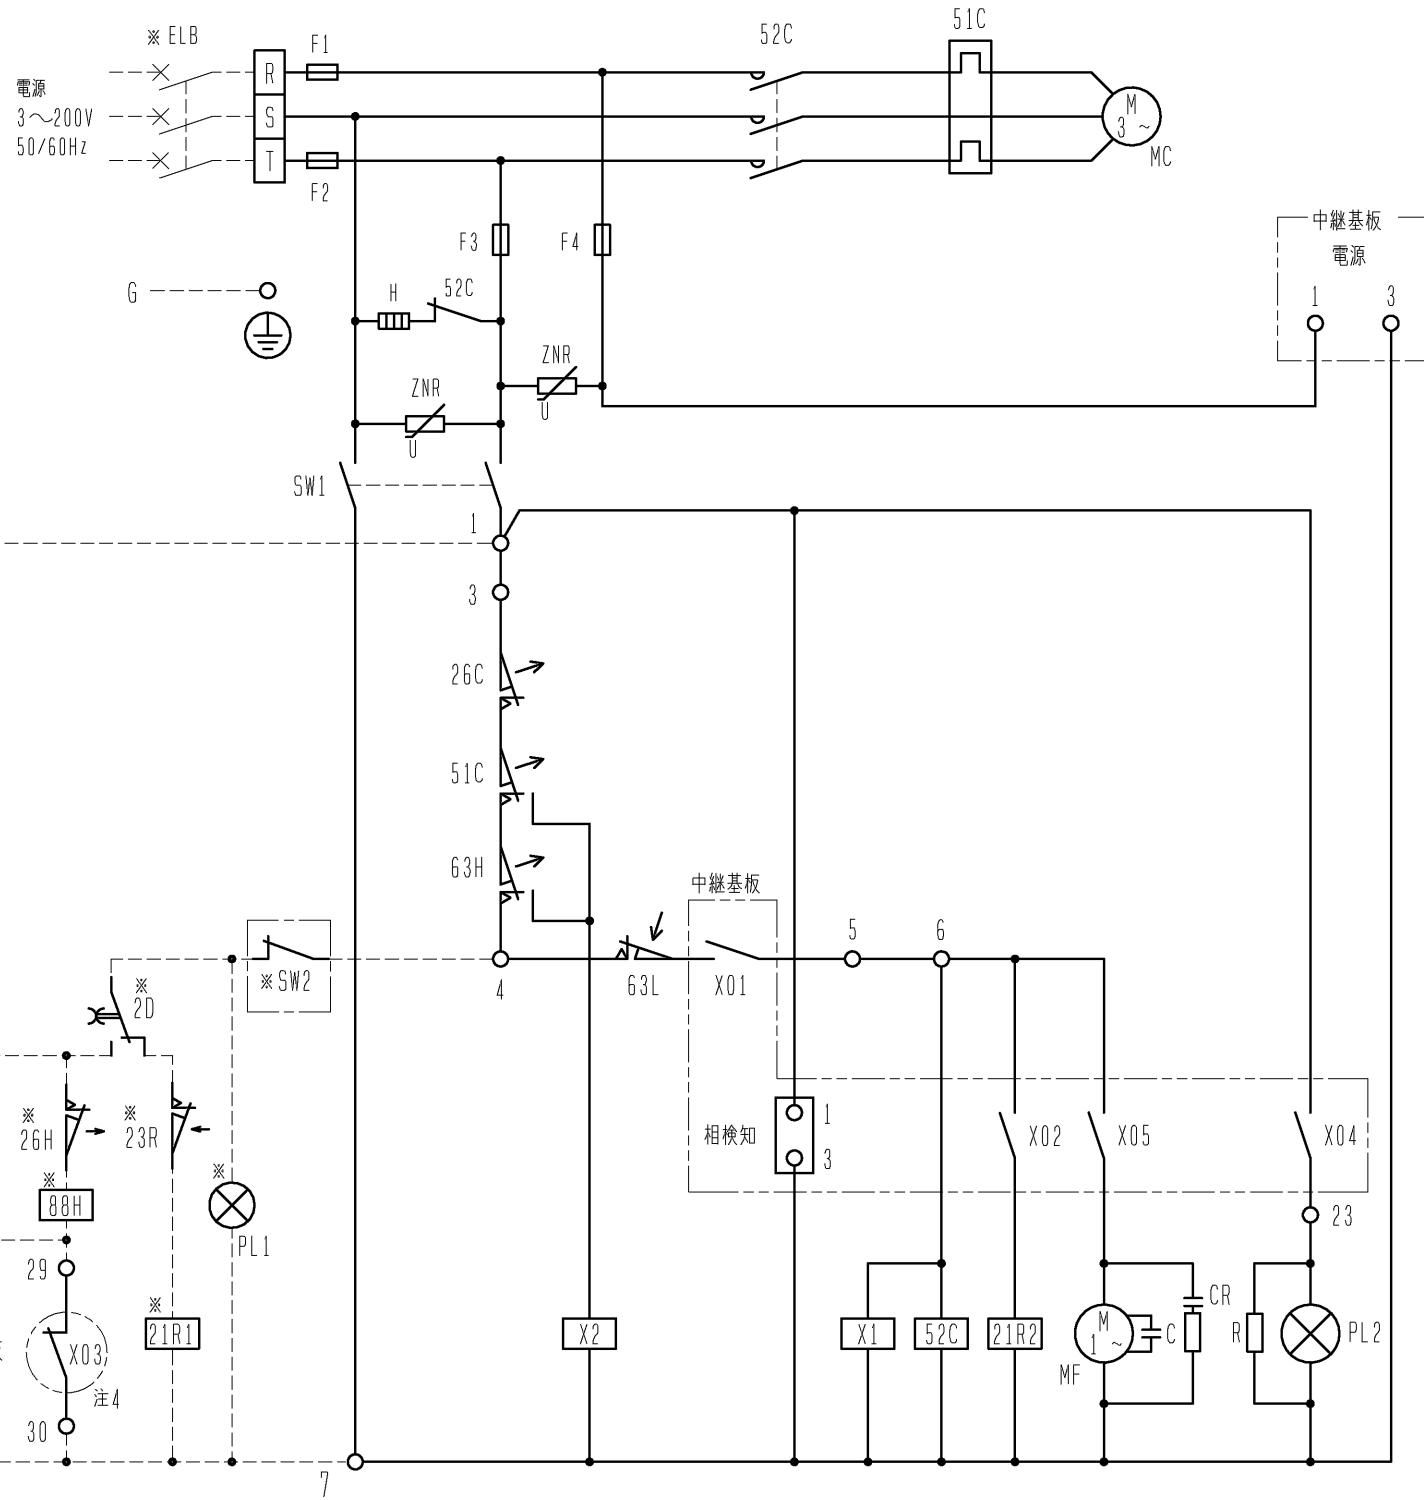 ※ELB
F1
52C
51C
電源
3～200V
50/60Hz
R
S
T
M
3 ~
MC
F2
F3
F4
中継基板
電源
1
3
G
H
52C
ZNR
U
ZNR
U
SW1
1
3
26C
51C
63H
中継基板
5
6
※SW2
4
63L
X01
※
2D
※
26H
※
23R
相検知
1
3
X02
X05
X04
※
88H
※
PL1
23
29
※
21R1
X2
X1
52C
21R2
M
1 ~
MF
C
CR
R
PL2
X03
注4
30
7